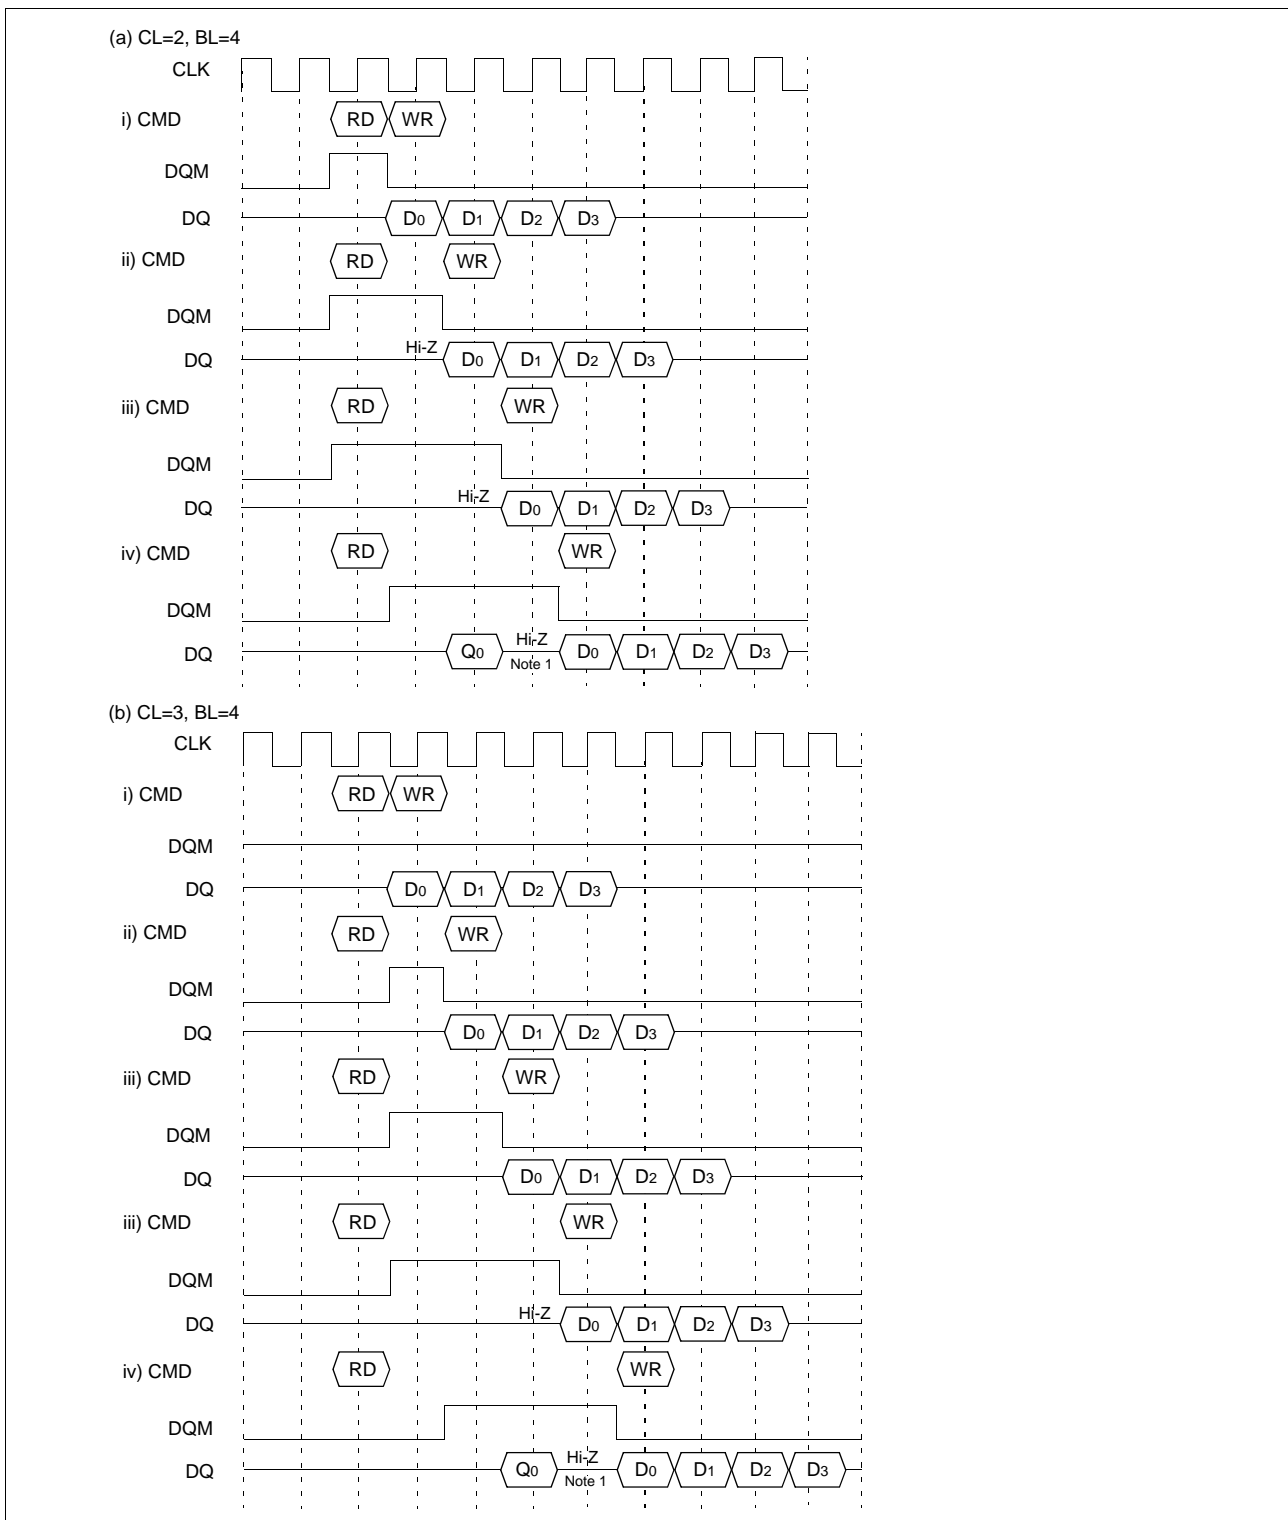 (a) CL=2, BL=4
CLK
i) CMD RD WR
DQM
DQ D0 D1 D2 D3
ii) CMD RD WR
DQM
DQ Hi-Z D0 D1 D2 D3
iii) CMD RD WR
DQM
DQ Hi-Z D0 D1 D2 D3
iv) CMD RD WR
DQM
DQ Q0 Hi-Z Note 1 D0 D1 D2 D3
(b) CL=3, BL=4
CLK
i) CMD RD WR
DQM
DQ D0 D1 D2 D3
ii) CMD RD WR
DQM
DQ D0 D1 D2 D3
iii) CMD RD WR
DQM
DQ D0 D1 D2 D3
iii) CMD RD WR
DQM
DQ Hi-Z D0 D1 D2 D3
iv) CMD RD WR
DQM
DQ Q0 Hi-Z Note 1 D0 D1 D2 D3